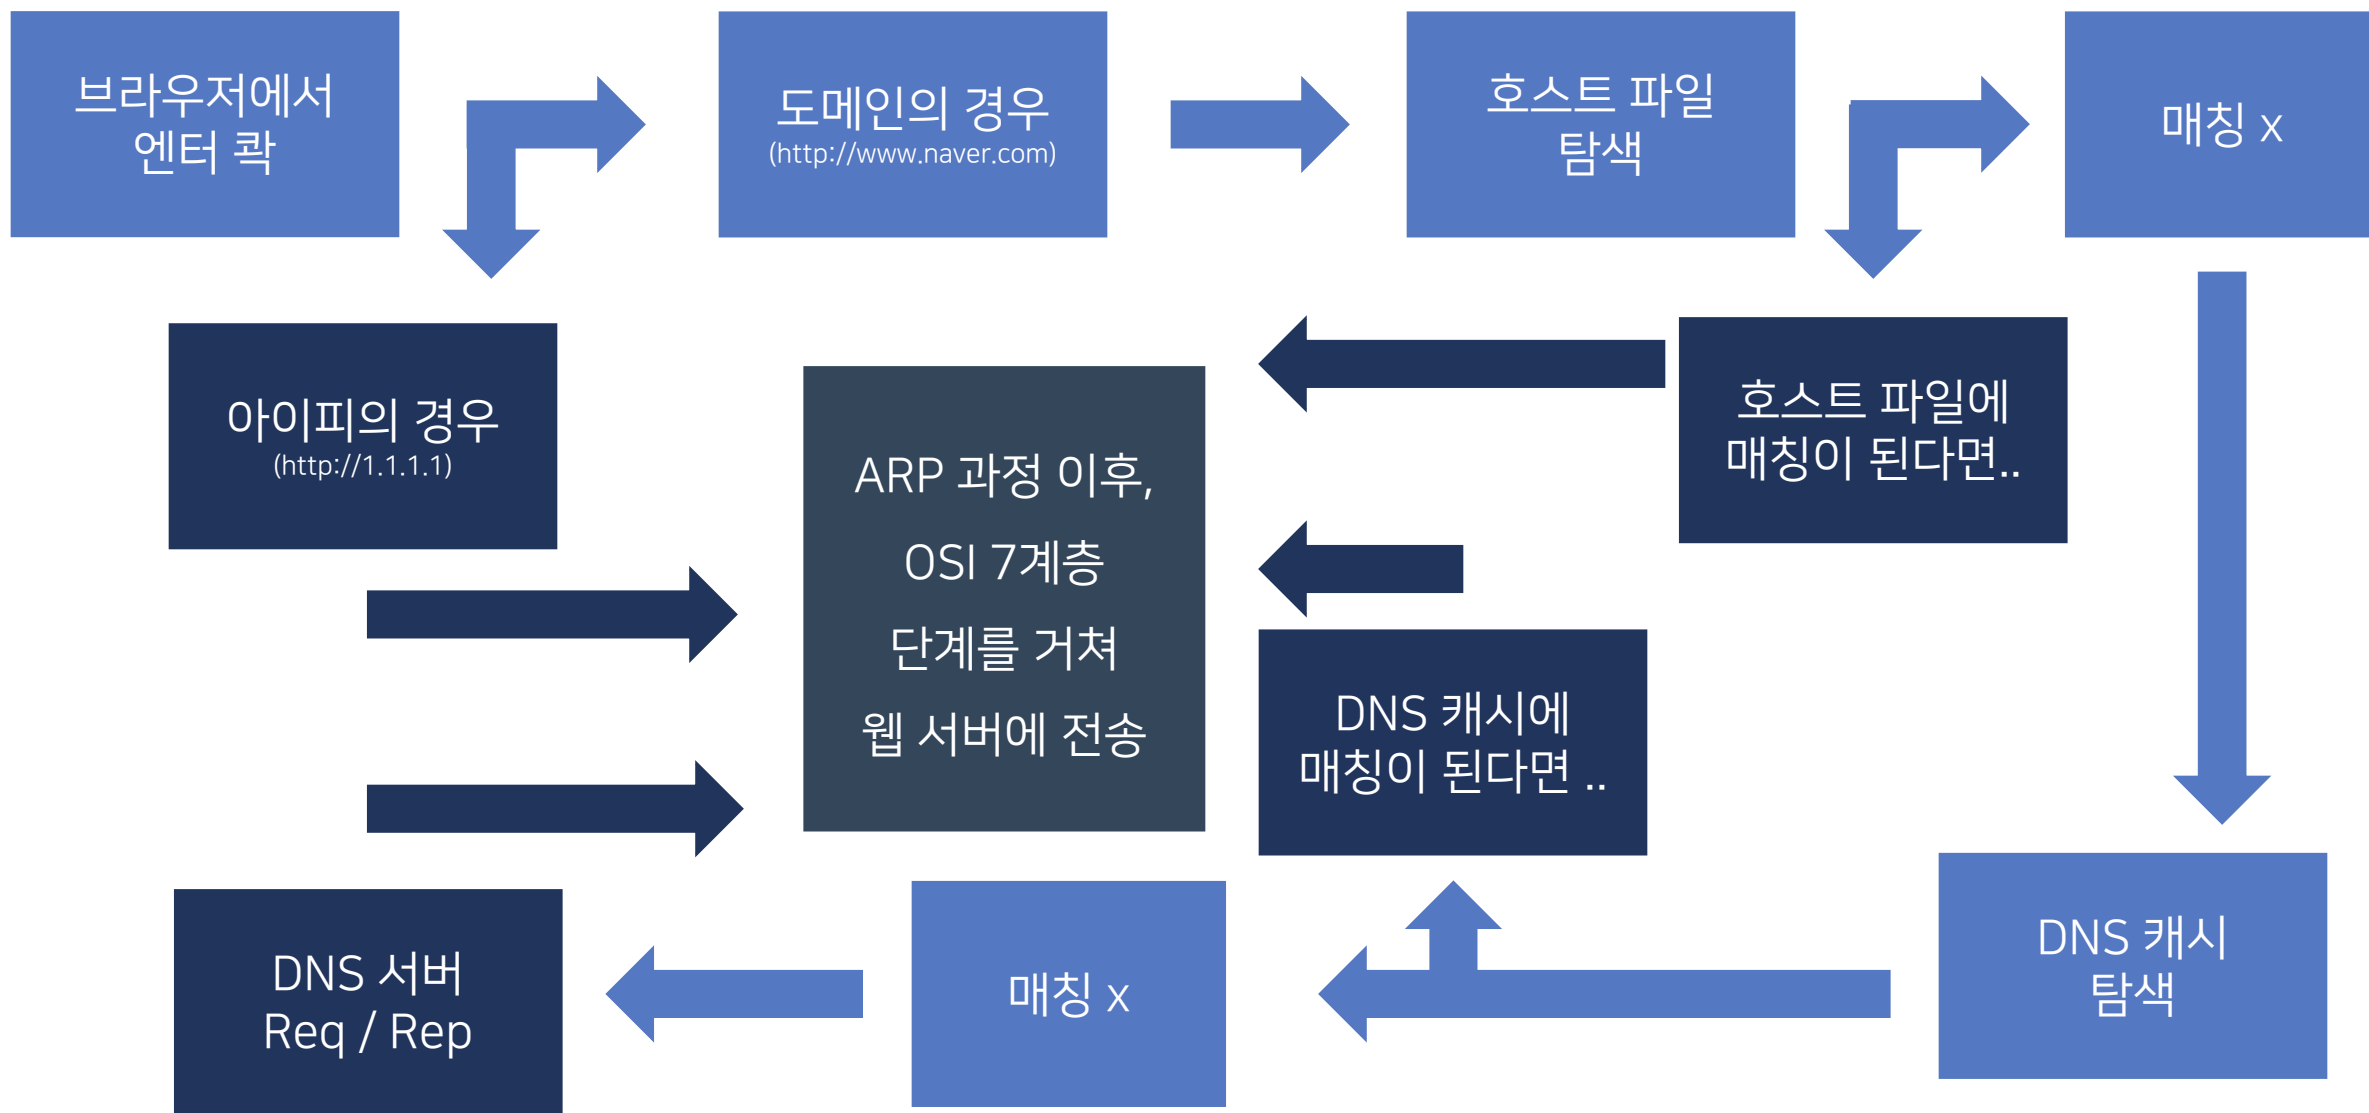 브라우저에서
엔터 콱
도메인의 경우
(http://www.naver.com)
호스트 파일
탐색
매칭 x
아이피의 경우
(http://1.1.1.1)
ARP 과정 이후,
OSI 7계층
단계를 거쳐
웹 서버에 전송
호스트 파일에
매칭이 된다면..
DNS 캐시에
매칭이 된다면 ..
DNS 서버
Req / Rep
매칭 x
DNS 캐시
탐색